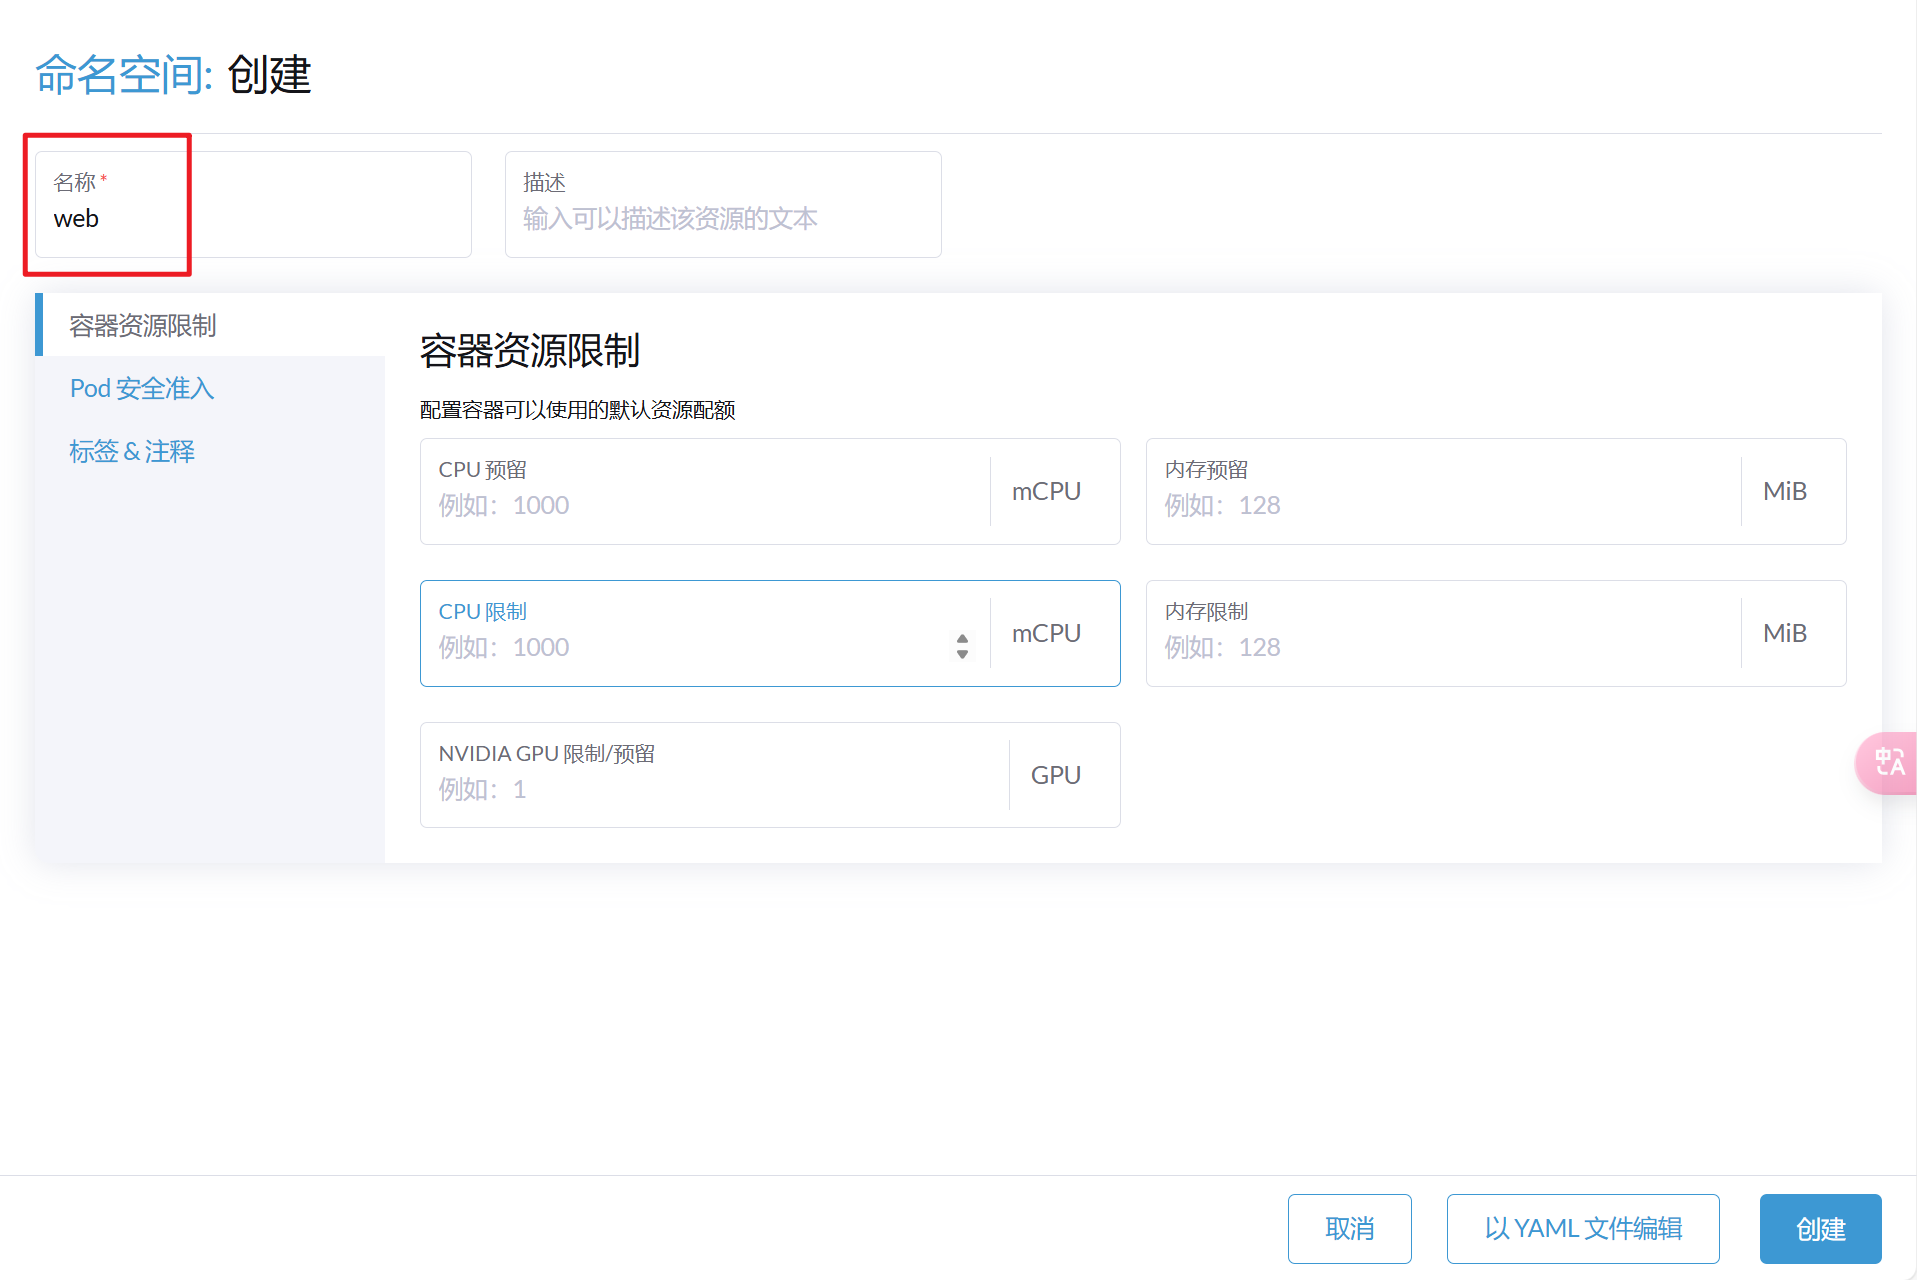 命名空间: 创建
名称 *
web
描述
输入可以描述该资源的文本
容器资源限制
Pod 安全准入
标签 & 注释
容器资源限制
配置容器可以使用的默认资源配额
CPU 预留
例如：1000
mCPU
内存预留
例如：128
MiB
CPU 限制
例如：1000
mCPU
内存限制
例如：128
MiB
NVIDIA GPU 限制/预留
例如：1
GPU
中A
取消
以 YAML 文件编辑
创建